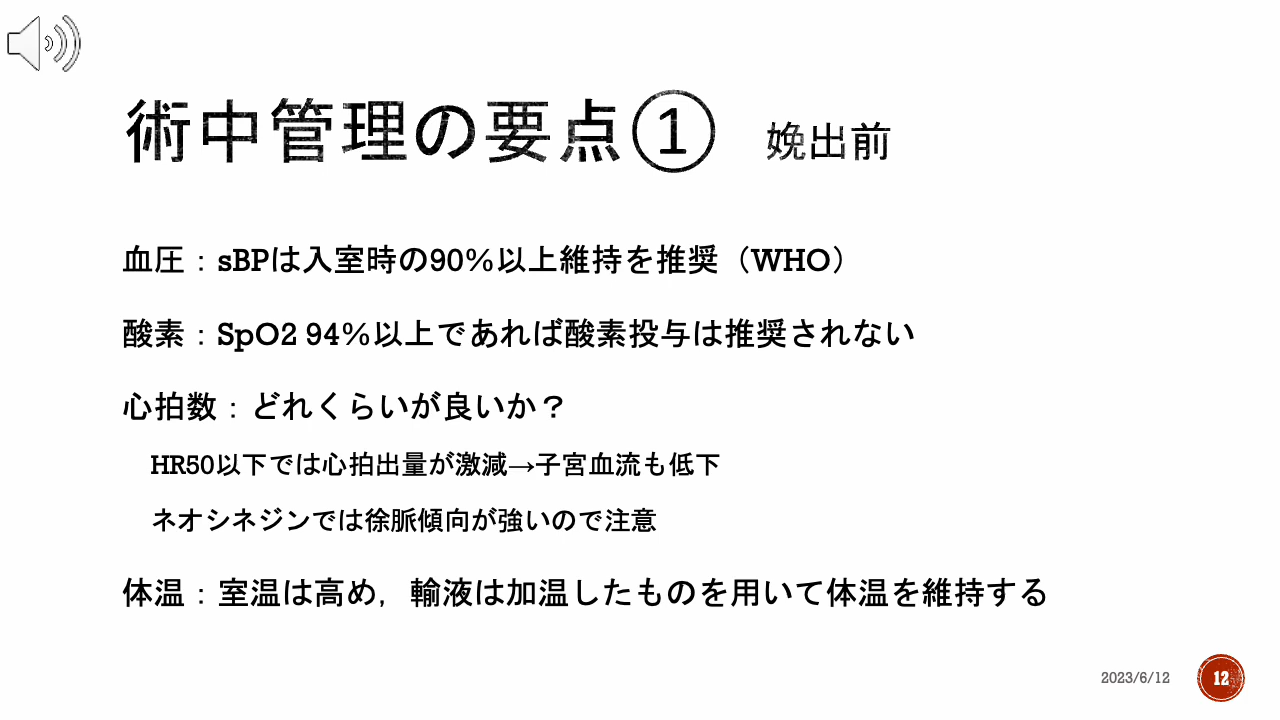 術中管理の要点① 娩出前
血圧：sBPは入室時の90%以上維持を推奨（WHO）
酸素：SpO2 94%以上であれば酸素投与は推奨されない
心拍数：どれくらいが良いか？
HR50以下では心拍出量が激減→子宮血流も低下
ネオシネジンでは徐脈傾向が強いので注意
体温：室温は高め，輸液は加温したものを用いて体温を維持する
2023/6/12 12